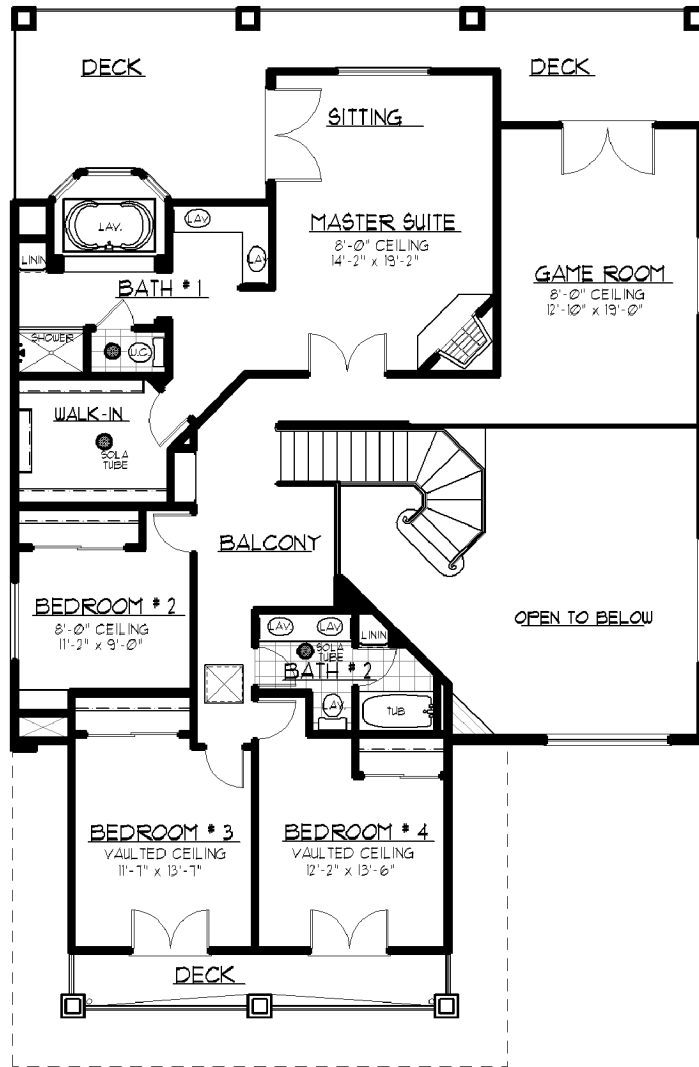 DECK
DECK
SITTING
LAV.
LAV
LAV
MASTER SUITE
8'-0" CEILING
14'-2" x 19'-2"
LININ
BATH #1
GAME ROOM
8'-0" CEILING
12'-10" x 19'-0"
SHOWER
W.C.
WALK-IN
SOLA
TUBE
BALCONY
BEDROOM #2
8'-0" CEILING
11'-2" x 9'-0"
OPEN TO BELOW
LAV.
LAV.
LININ
SOLA
TUBE
BATH #2
LAV.
TUB
BEDROOM #3
VAULTED CEILING
11'-7" x 13'-7"
BEDROOM #4
VAULTED CEILING
12'-2" x 13'-6"
DECK